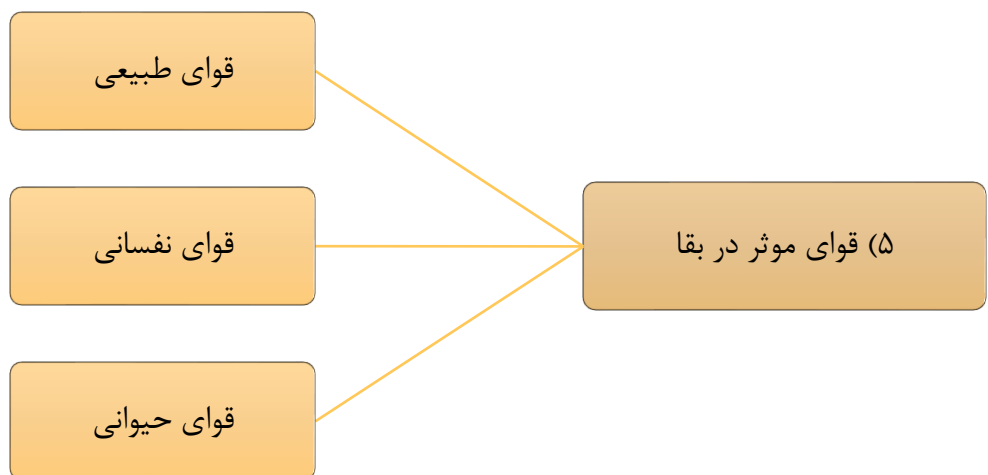 ۵) قوای موثر در بقا
قوای طبیعی
قوای نفسانی
قوای حیوانی